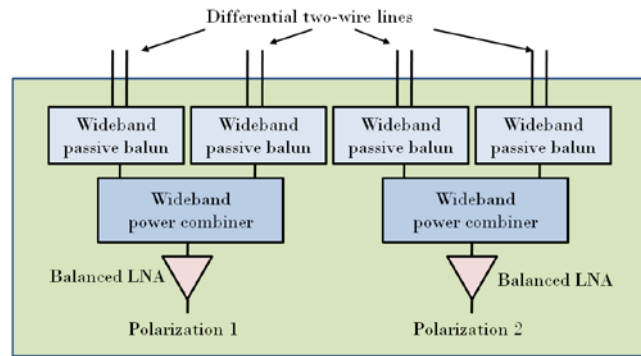 Differential two-wire lines
Wideband
passive balun
Wideband
passive balun
Wideband
passive balun
Wideband
passive balun
Wideband
power combiner
Wideband
power combiner
Balanced LNA
Balanced LNA
Polarization 1
Polarization 2